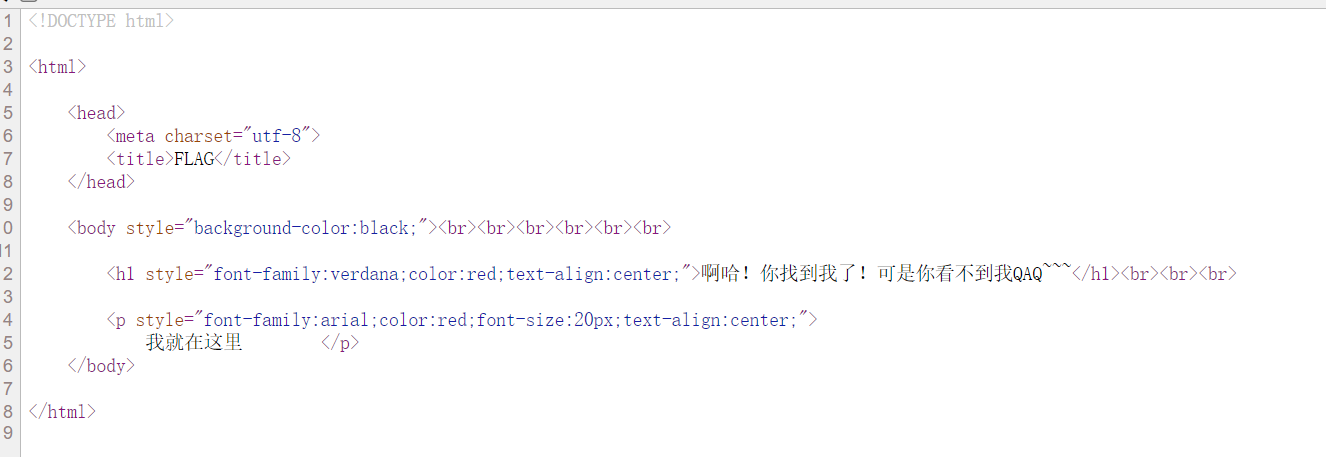 1 <!DOCTYPE html>
2
3 <html>
4
5     <head>
6         <meta charset="utf-8">
7         <title>FLAG</title>
8     </head>
9
0     <body style="background-color:black;"><br><br><br><br><br><br>
11
2         <h1 style="font-family:verdana;color:red;text-align:center;">啊哈！你找到我了！可是你看不到我QAQ~~~</h1><br><br><br>
3
4         <p style="font-family:arial;color:red;font-size:20px;text-align:center;">
5             我就在这里        </p>
6     </body>
7
8 </html>
9